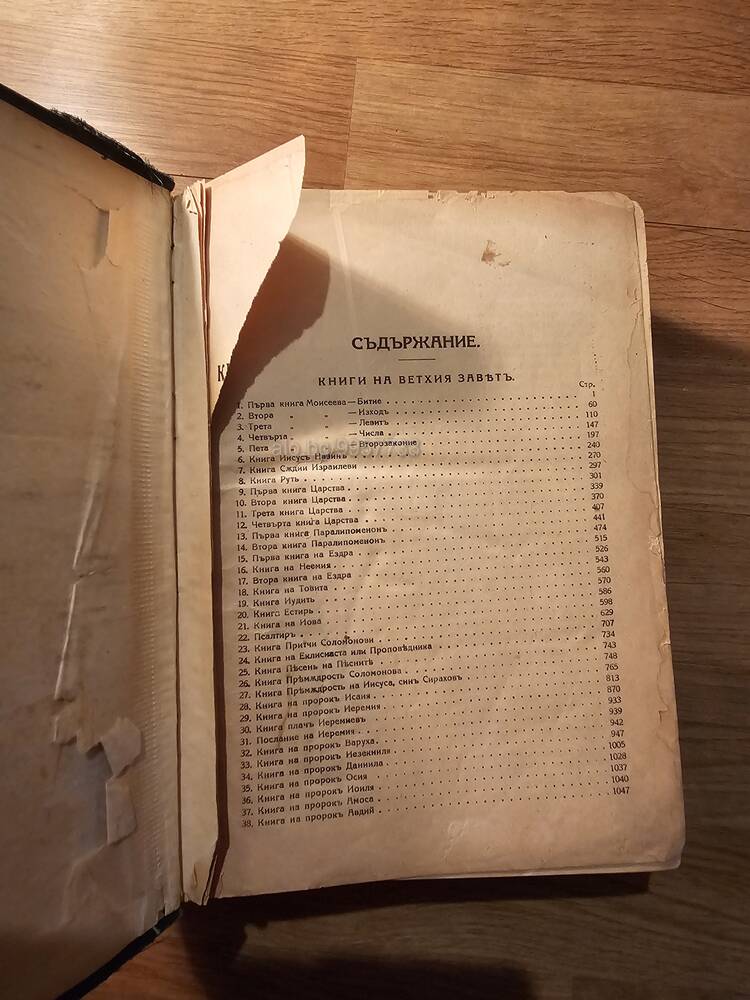 СЪДЪРЖАНИЕ.
КНИГИ НА ВЕТХИЯ ЗАВѢТЪ.
Стр.
1. Първа книга Моисеева — Битие 1
2. Втора „ „ — Изходъ 60
3. Трета „ „ — Левитъ 110
4. Четвърта „ „ — Числа 147
5. Пета „ „ — Второзаконие 197
6. Книга Иисусъ Навинъ 240
7. Книга Сѫдии Израилеви 270
8. Книга Руть 297
9. Първа книга Царства 301
10. Втора книга Царства 339
11. Трета книга Царства 370
12. Четвърта книга Царства 407
13. Първа книга Паралипоменонъ 441
14. Втора книга Паралипоменонъ 474
15. Първа книга на Ездра 515
16. Книга на Неемия 526
17. Втора книга на Ездра 543
18. Книга на Товита 560
19. Книга Иудить 570
20. Книга Естирь 586
21. Книга на Иова 598
22. Псалтиръ 629
23. Книга Притчи Соломонови 707
24. Книга на Еклисиаста или Проповѣдника 734
25. Книга Пѣсень на Пѣснитѣ 743
26. Книга Прѣмѫдрость Соломонова 748
27. Книга Прѣмѫдрость на Иисуса, синъ Сираховъ 765
28. Книга на пророкъ Исаия 813
29. Книга на пророкъ Иеремия 870
30. Книга плачъ Иеремиевъ 933
31. Послание на Иеремия 939
32. Книга на пророкъ Варуха 942
33. Книга на пророкъ Иезекииля 947
34. Книга на пророкъ Даниила 1005
35. Книга на пророкъ Осия 1028
36. Книга на пророкъ Иоиля 1037
37. Книга на пророкъ Амоса 1040
38. Книга на пророкъ Авдий 1047